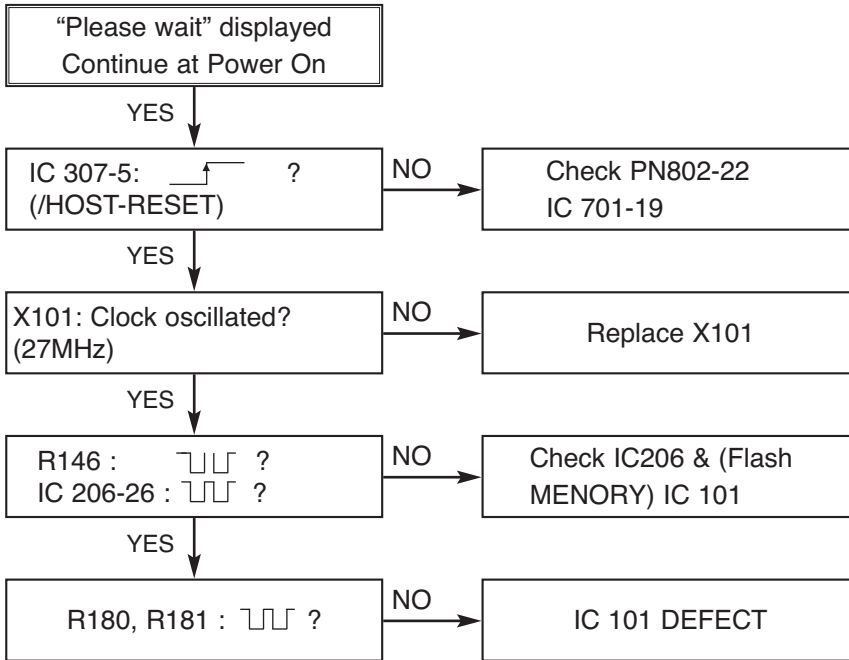 “Please wait” displayed
Continue at Power On
YES
IC 307-5: ?
(/HOST-RESET)
NO
Check PN802-22
IC 701-19
YES
X101: Clock oscillated?
(27MHz)
NO
Replace X101
YES
R146 : ?
IC 206-26 : ?
NO
Check IC206 & (Flash
MENORY) IC 101
YES
R180, R181 : ?
NO
IC 101 DEFECT